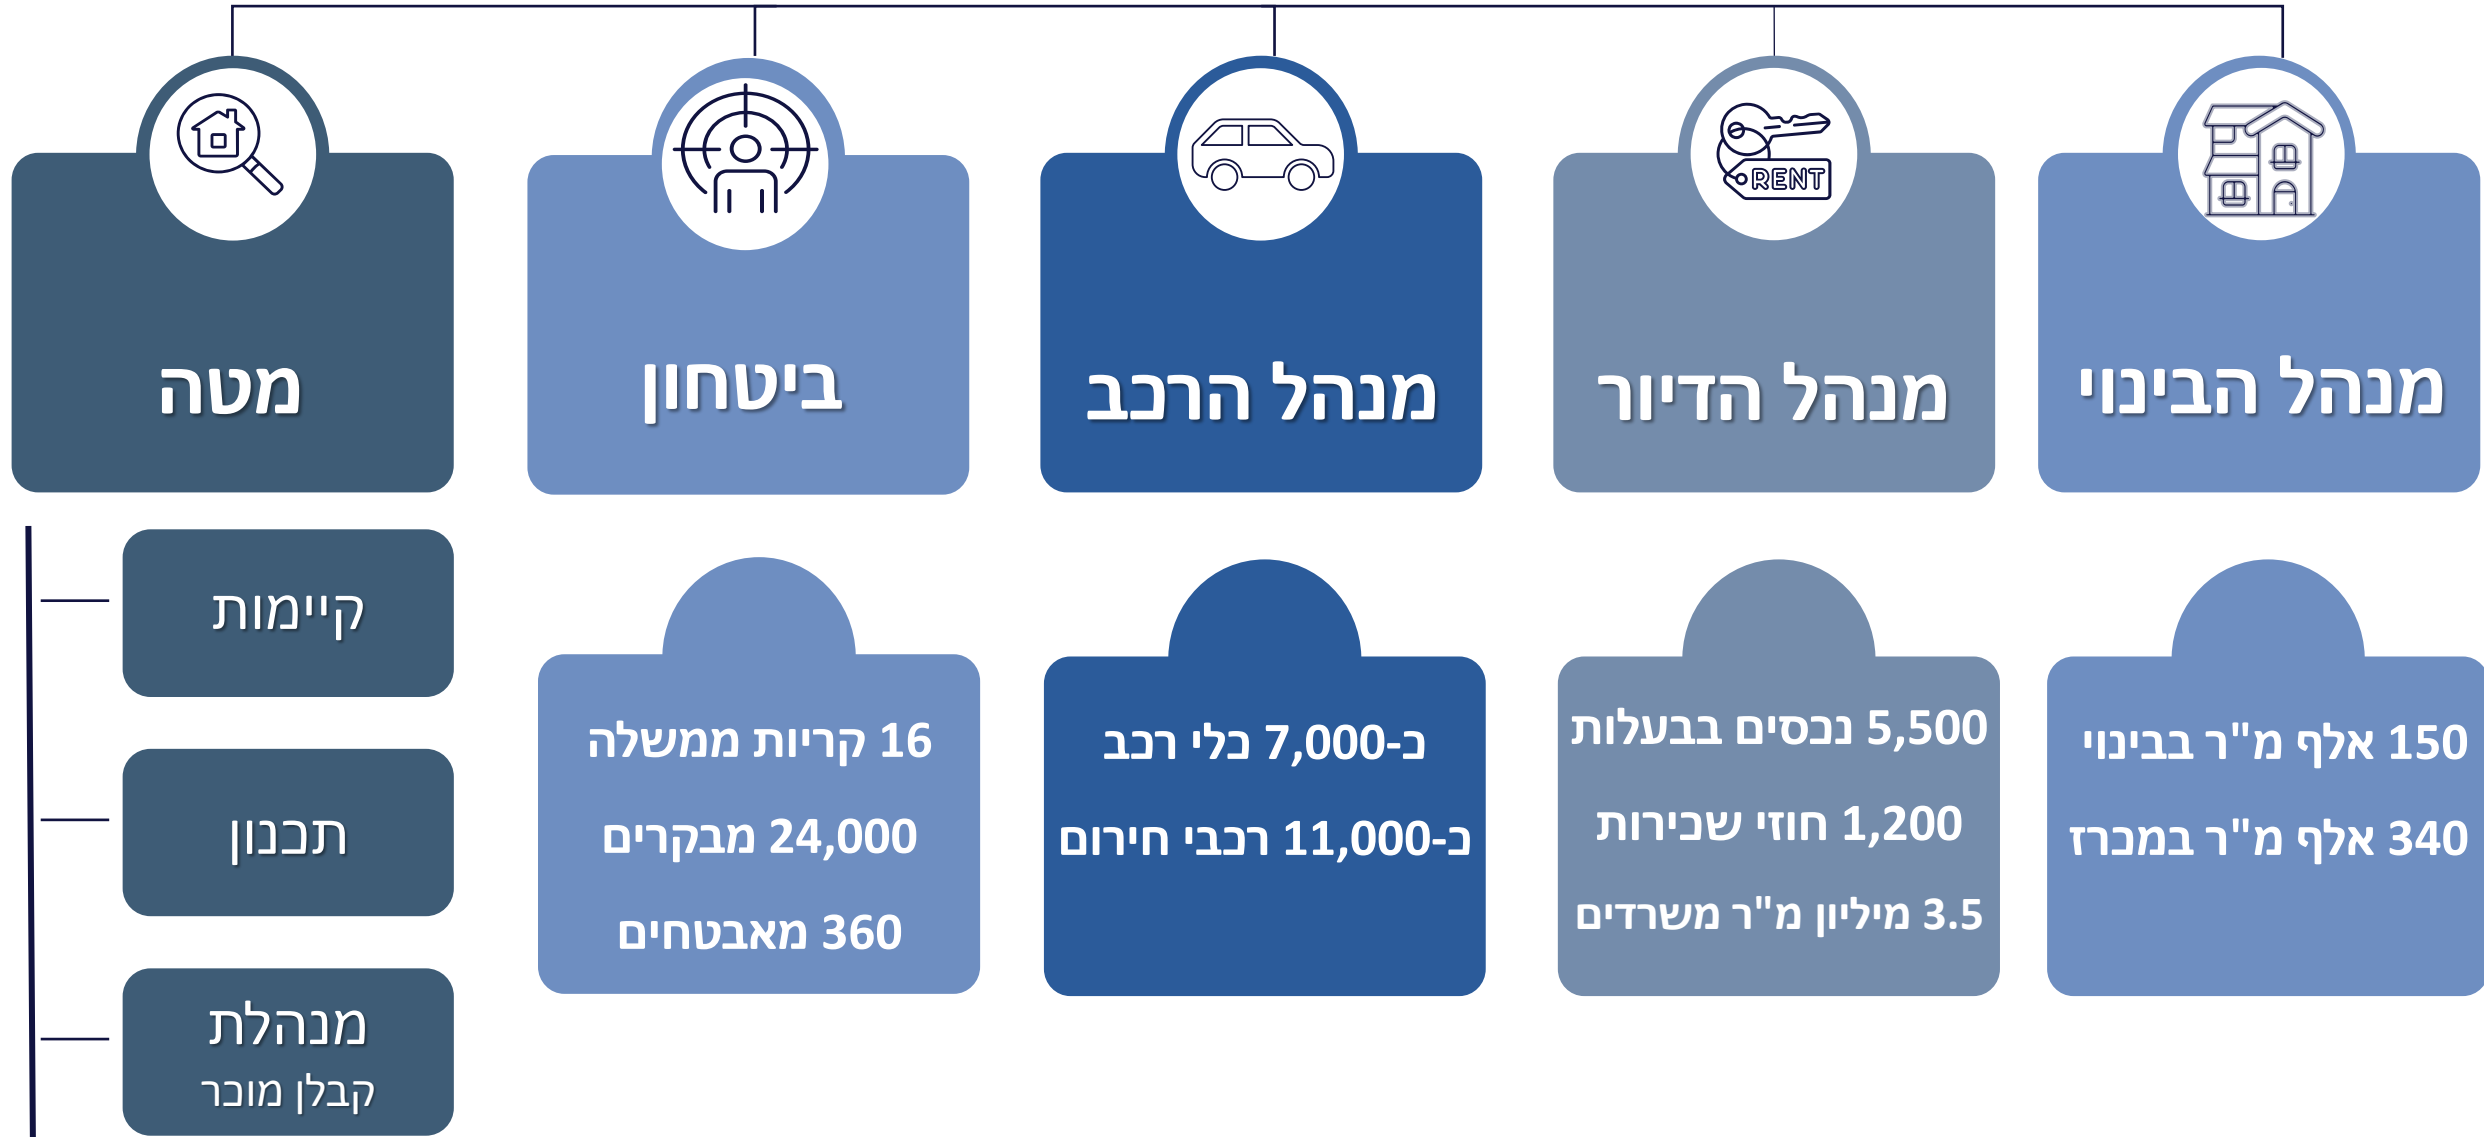 מנהל הבינוי
מנהל הדיור
מנהל הרכב
ביטחון
מטה
RENT
150 אלף מ"ר בבינוי
340 אלף מ"ר במכרז
5,500 נכסים בבעלות
1,200 חוזי שכירות
3.5 מיליון מ"ר משרדים
כ-7,000 כלי רכב
כ-11,000 רכבי חירום
16 קריות ממשלה
24,000 מבקרים
360 מאבטחים
קיימות
תכנון
מנהלת
קבלן מוכר